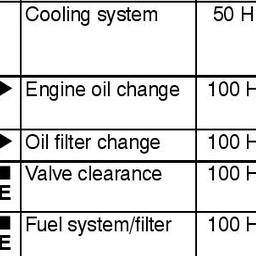 Cooling system 50 H
Engine oil change 100 H
Oil filter change 100 H
Valve clearance 100 H
E
Fuel system/filter 100 H
E